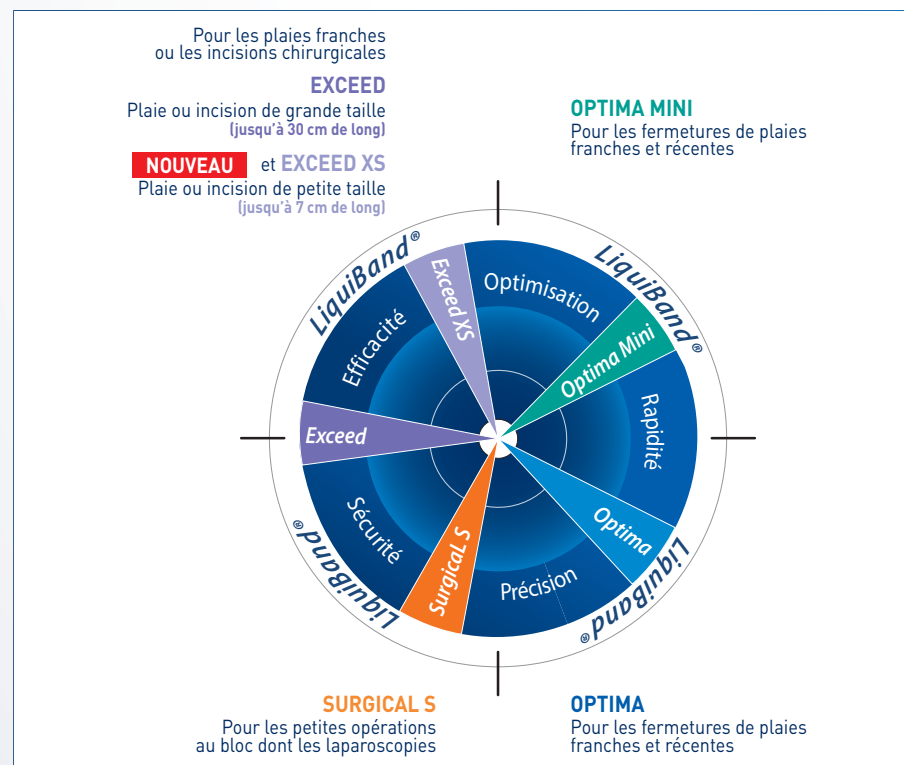 Pour les plaies franches
ou les incisions chirurgicales
EXCEED
Plaie ou incision de grande taille
(jusqu'à 30 cm de long)
NOUVEAU et EXCEED XS
Plaie ou incision de petite taille
(jusqu'à 7 cm de long)
OPTIMA MINI
Pour les fermetures de plaies
franches et récentes
LiquiBand®
LiquiBand®
Exceed XS
Optimisation
Efficacité
Optima Mini
Rapidité
Exceed
Optima
Sécurité
SurgicaL S
Précision
LiquiBand®
LiquiBand®
SURGICAL S
Pour les petites opérations
au bloc dont les laparoscopies
OPTIMA
Pour les fermetures de plaies
franches et récentes